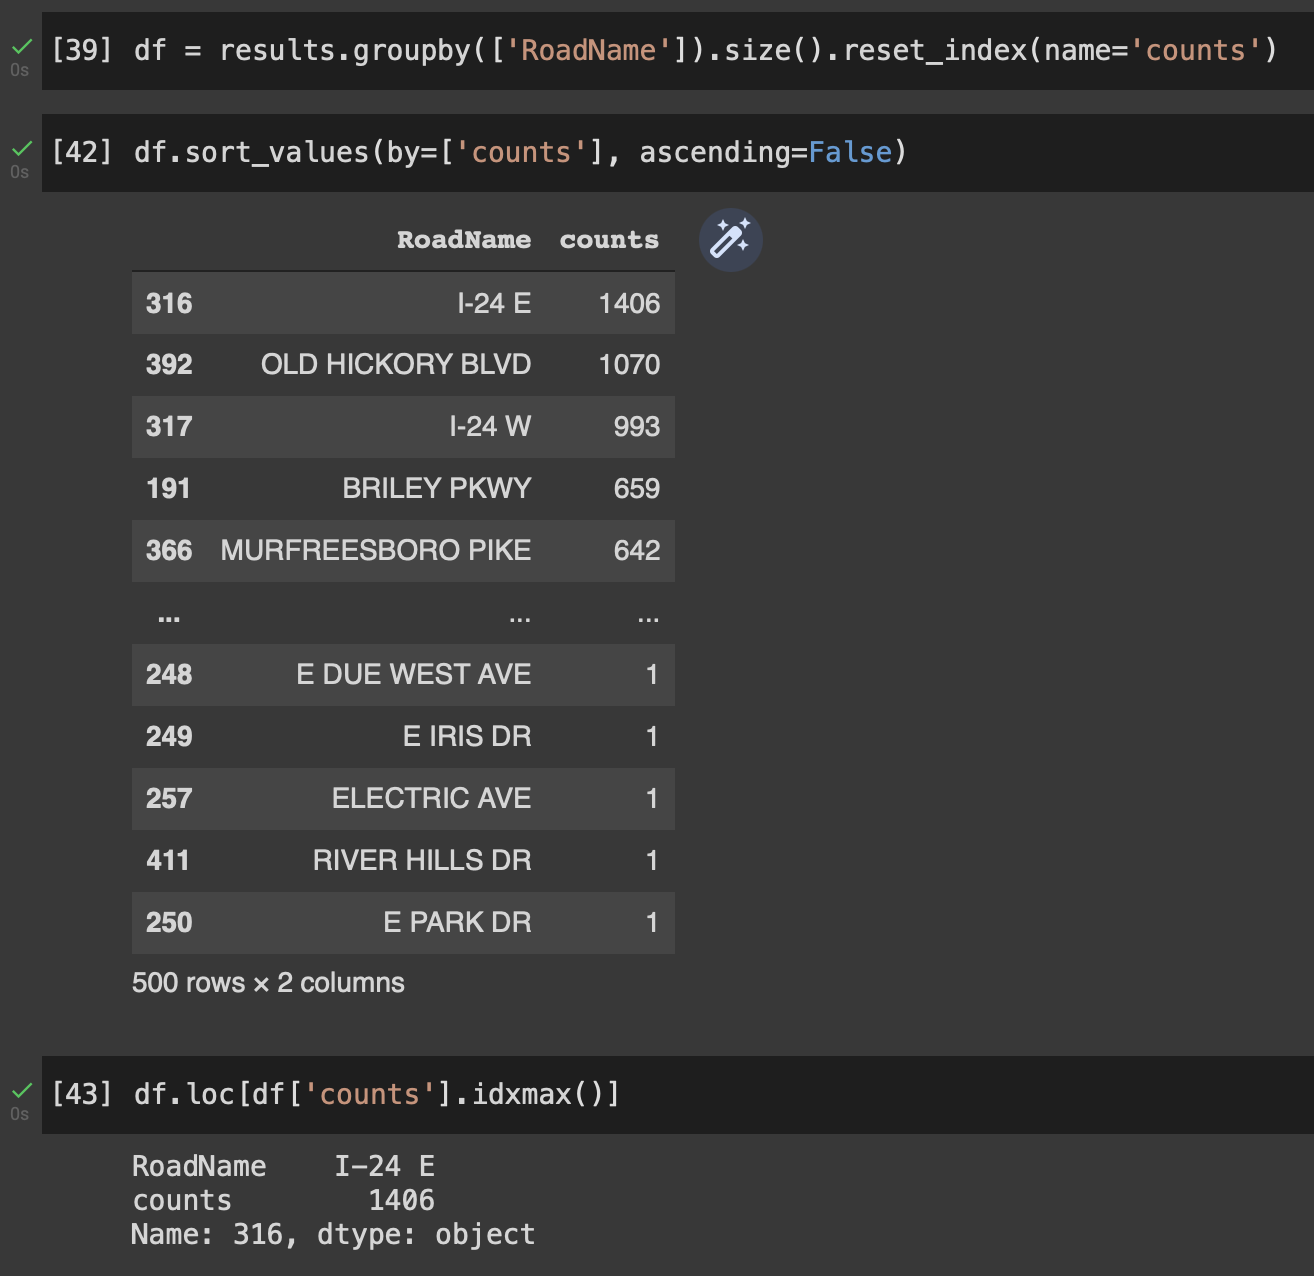 [39] df = results.groupby(['RoadName']).size().reset_index(name='counts')
0s
[42] df.sort_values(by=['counts'], ascending=False)
0s
RoadName counts
316 I-24 E 1406
392 OLD HICKORY BLVD 1070
317 I-24 W 993
191 BRILEY PKWY 659
366 MURFREESBORO PIKE 642
... ... ...
248 E DUE WEST AVE 1
249 E IRIS DR 1
257 ELECTRIC AVE 1
411 RIVER HILLS DR 1
250 E PARK DR 1
500 rows × 2 columns
[43] df.loc[df['counts'].idxmax()]
0s
RoadName I-24 E
counts 1406
Name: 316, dtype: object